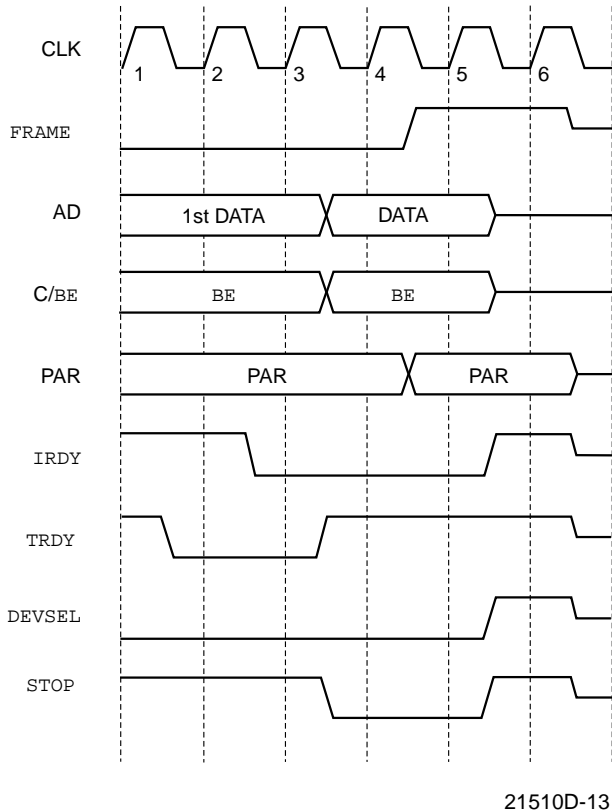 CLK
1 2 3 4 5 6
FRAME
AD 1st DATA DATA
C/BE BE BE
PAR PAR PAR
IRDY
TRDY
DEVSEL
STOP
21510D-13